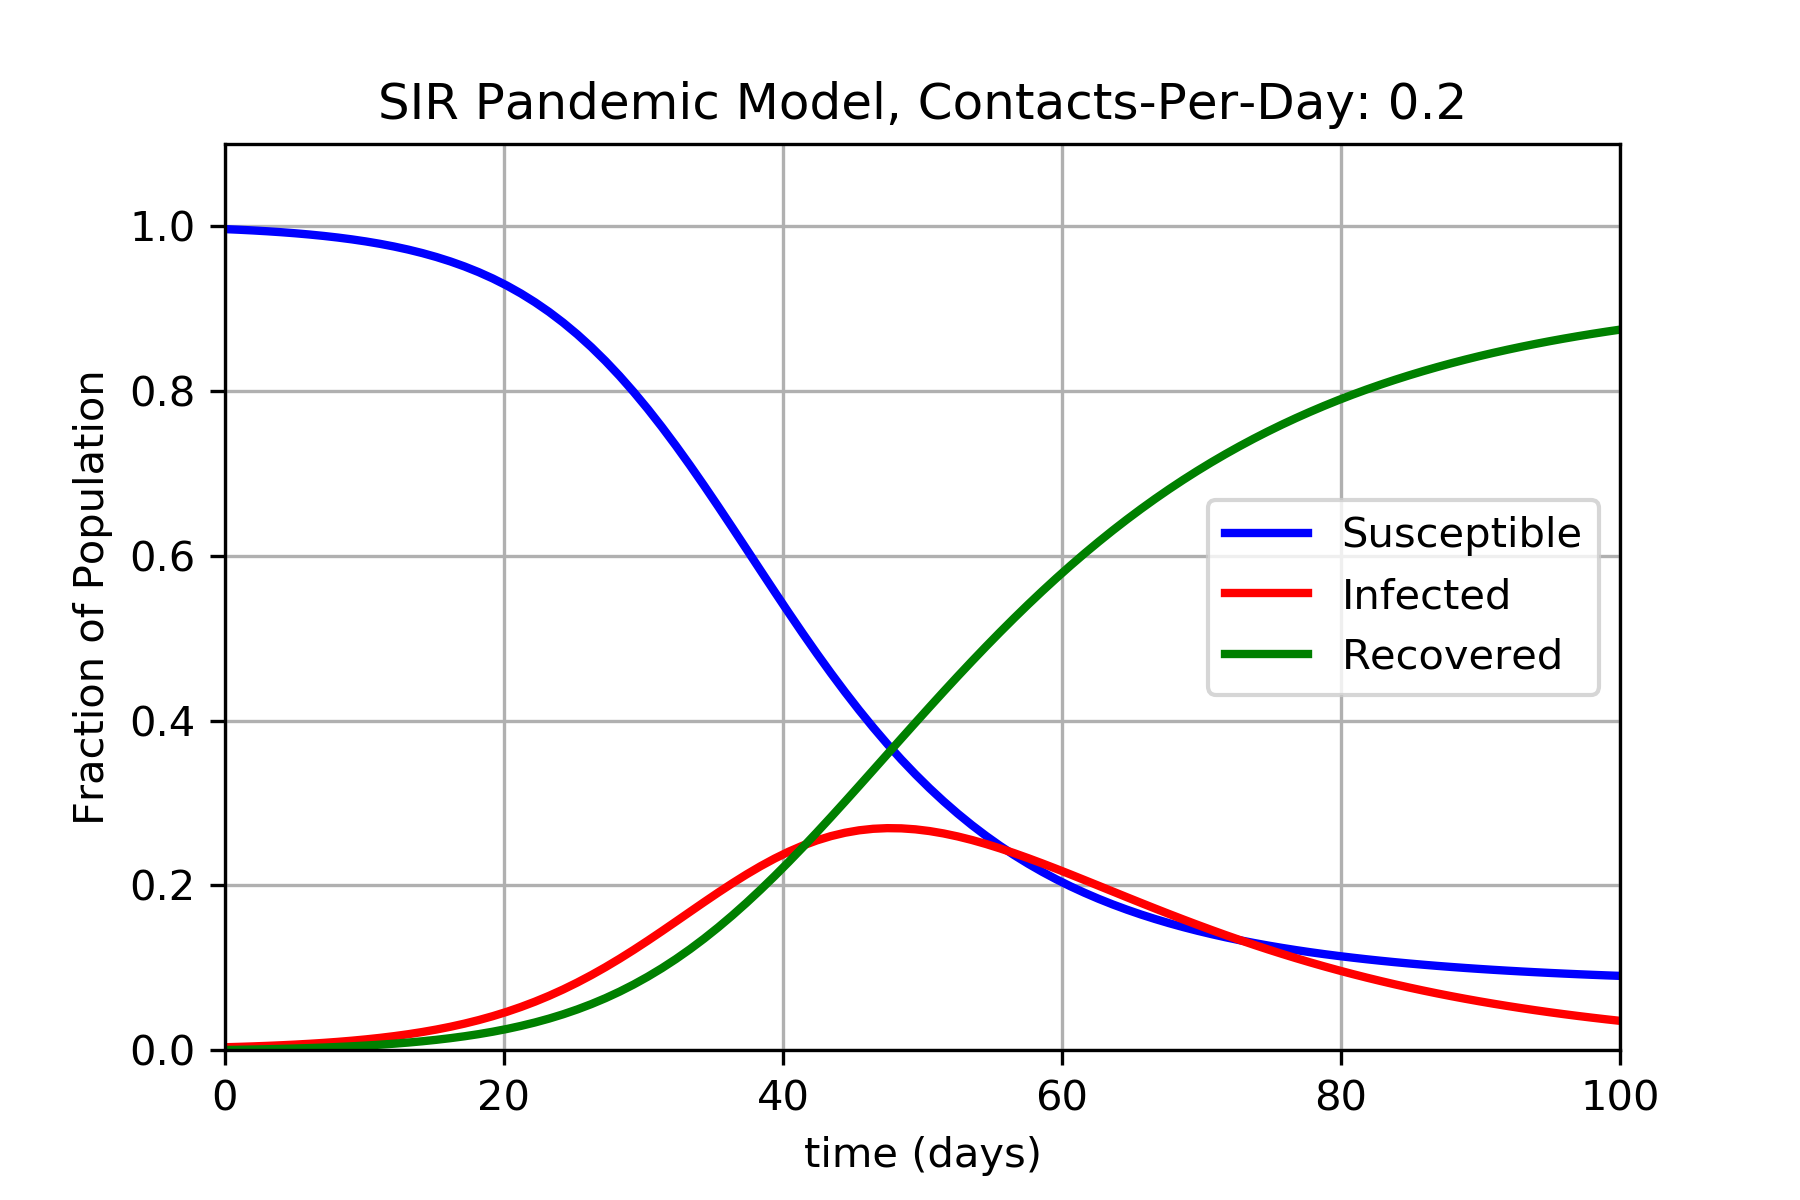 SIR Pandemic Model, Contacts-Per-Day: 0.2
Fraction of Population
1.0
0.8
0.6
0.4
0.2
0.0
Susceptible
Infected
Recovered
0 20 40 60 80 100
time (days)